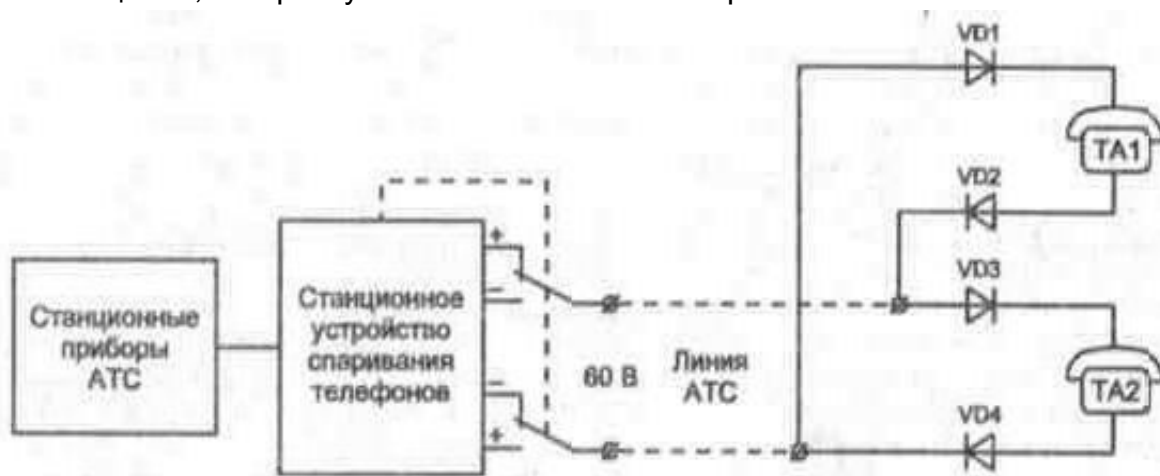 VD1
TA1
VD2
VD3
TA2
VD4
Станционные
приборы
АТС
+
−
Станционное
устройство
спаривания
телефонов
−
+
60 В
Линия
АТС